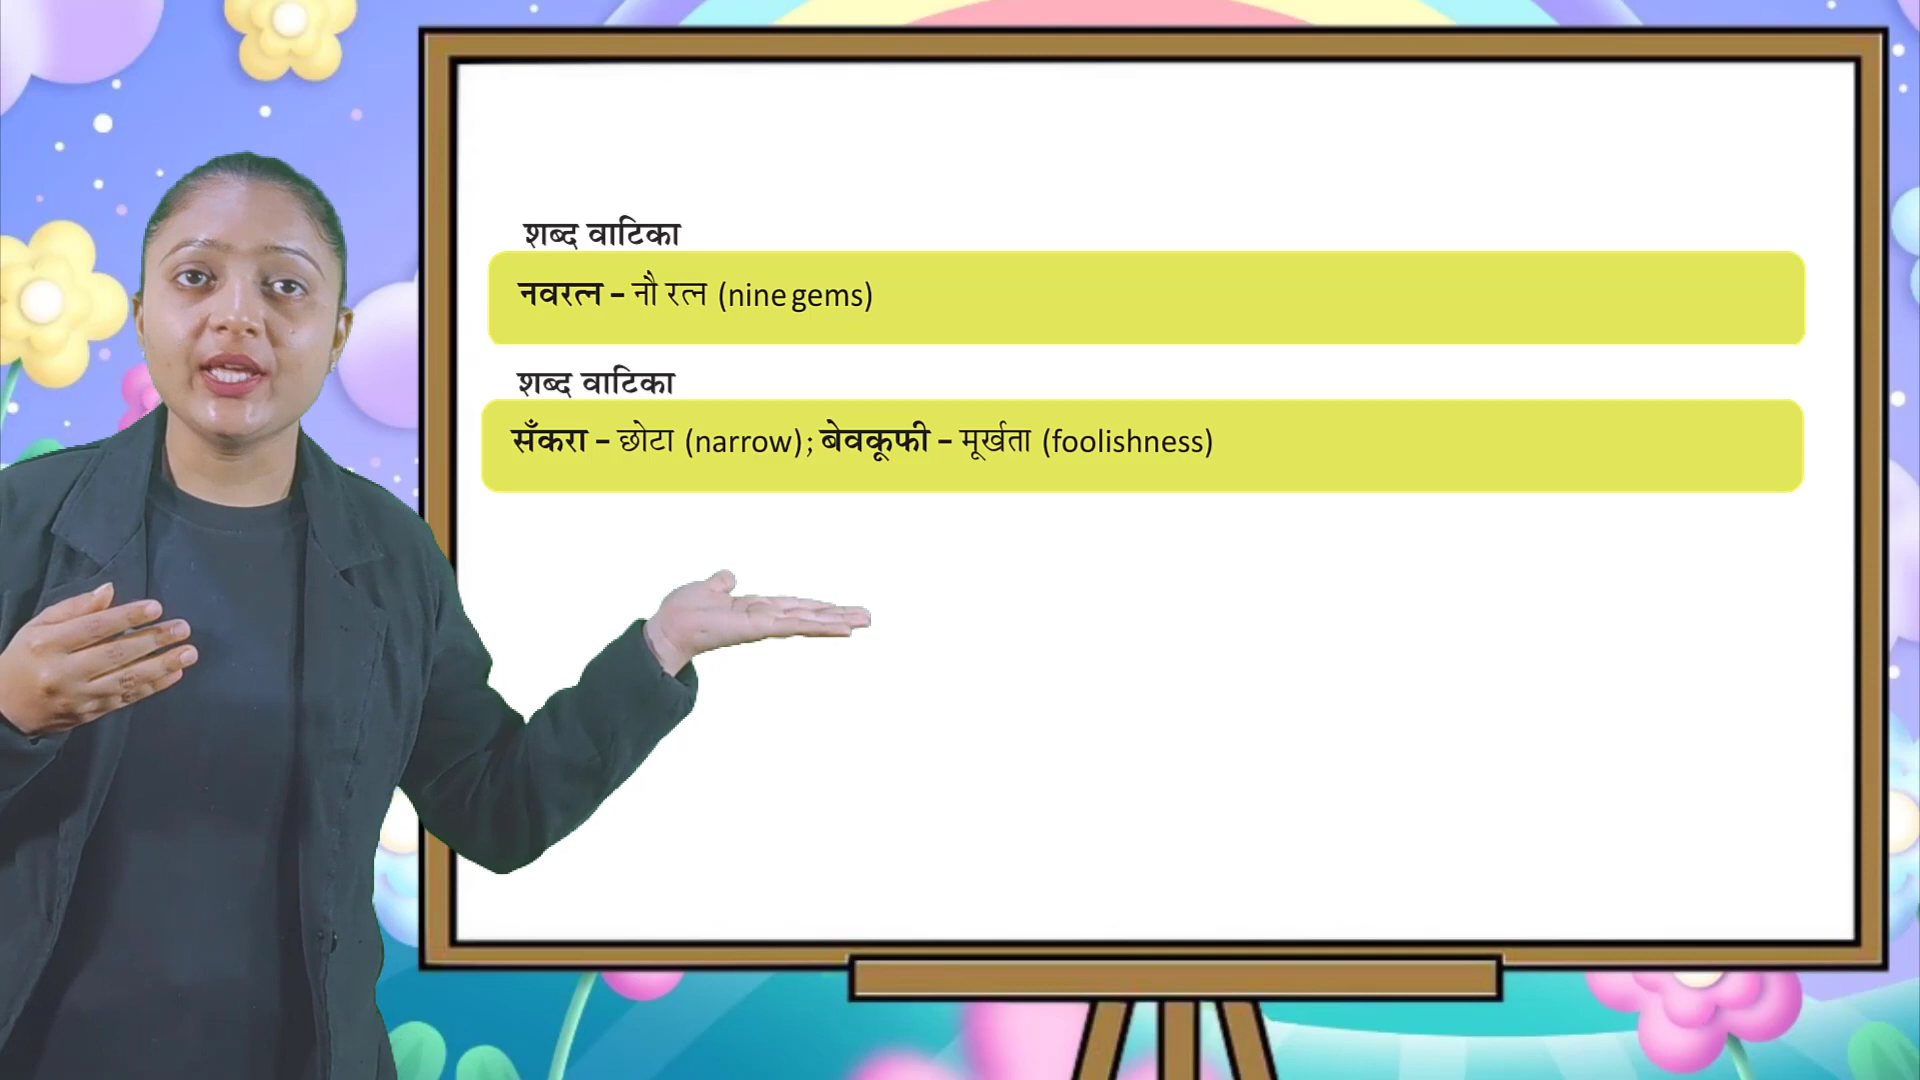 शब्द वाटिका
नवरत्न – नौ रत्न (nine gems)
शब्द वाटिका
सँकरा – छोटा (narrow); बेवकूफी – मूर्खता (foolishness)